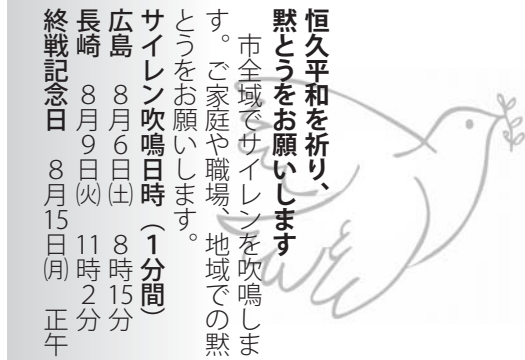 恒久平和を祈り、
黙とうをお願いします
　市全域でサイレンを吹鳴しま
す。ご家庭や職場、地域での黙
とうをお願いします。
サイレン吹鳴日時（１分間）
広島　８月６日㈯　８時15分
長崎　８月９日㈫　11時２分
終戦記念日　８月15日㈪　正午